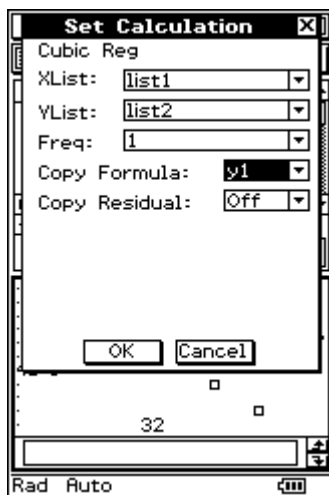 Set Calculation
Cubic Reg
XList: list1
YList: list2
Freq: 1
Copy Formula: y1
Copy Residual: Off
OK Cancel
32
Rad Auto